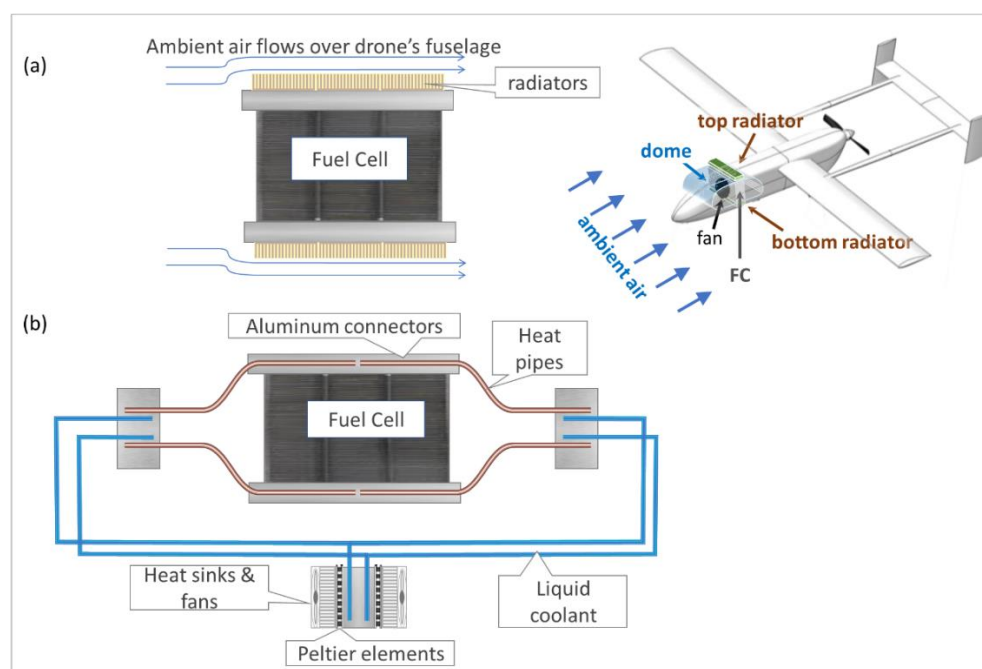 (a)
Ambient air flows over drone's fuselage
radiators
Fuel Cell
top radiator
dome
fan
bottom radiator
ambient air
FC
(b)
Aluminum connectors
Heat
pipes
Fuel Cell
Heat sinks &
fans
Liquid
coolant
Peltier elements